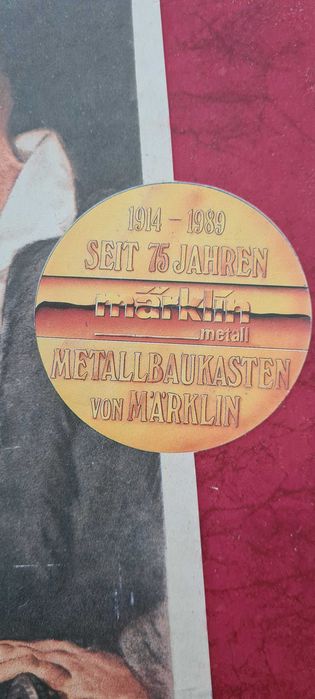 1914 - 1989
SEIT 75 JAHREN
märklin
metall
METALLBAUKASTEN
VON MÄRKLIN